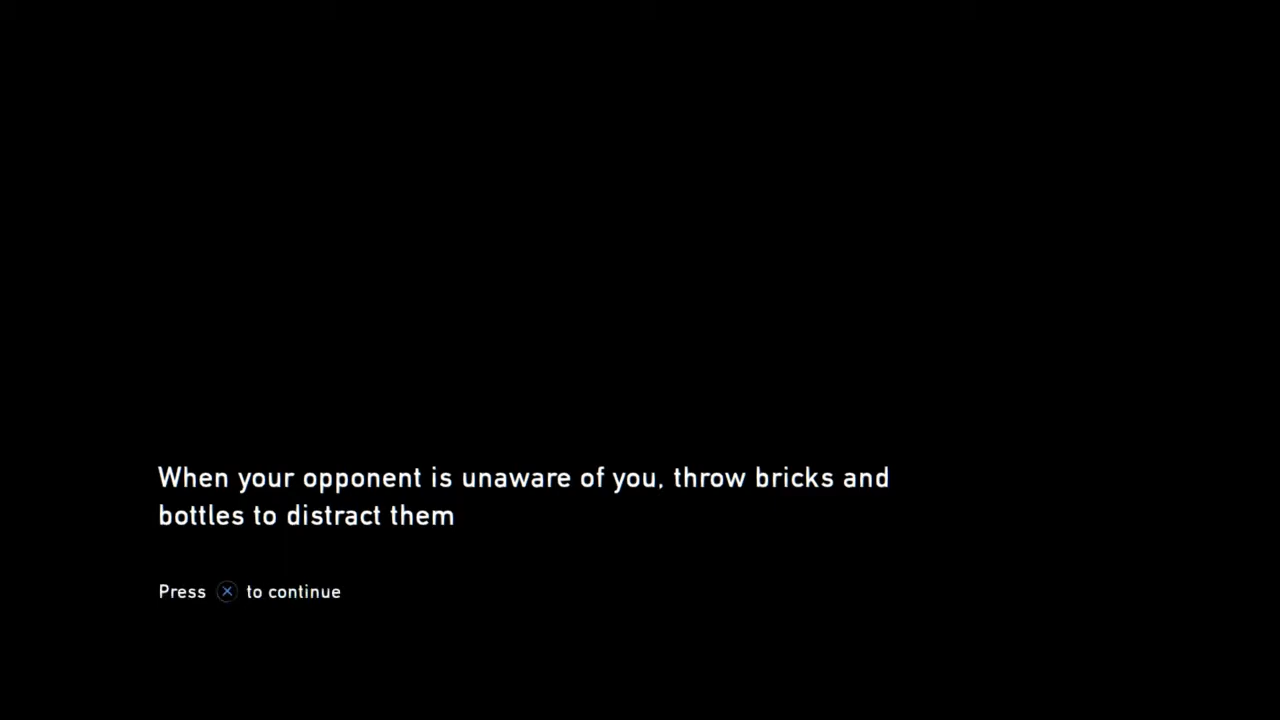 When your opponent is unaware of you, throw bricks and
bottles to distract them
Press ⓧ to continue